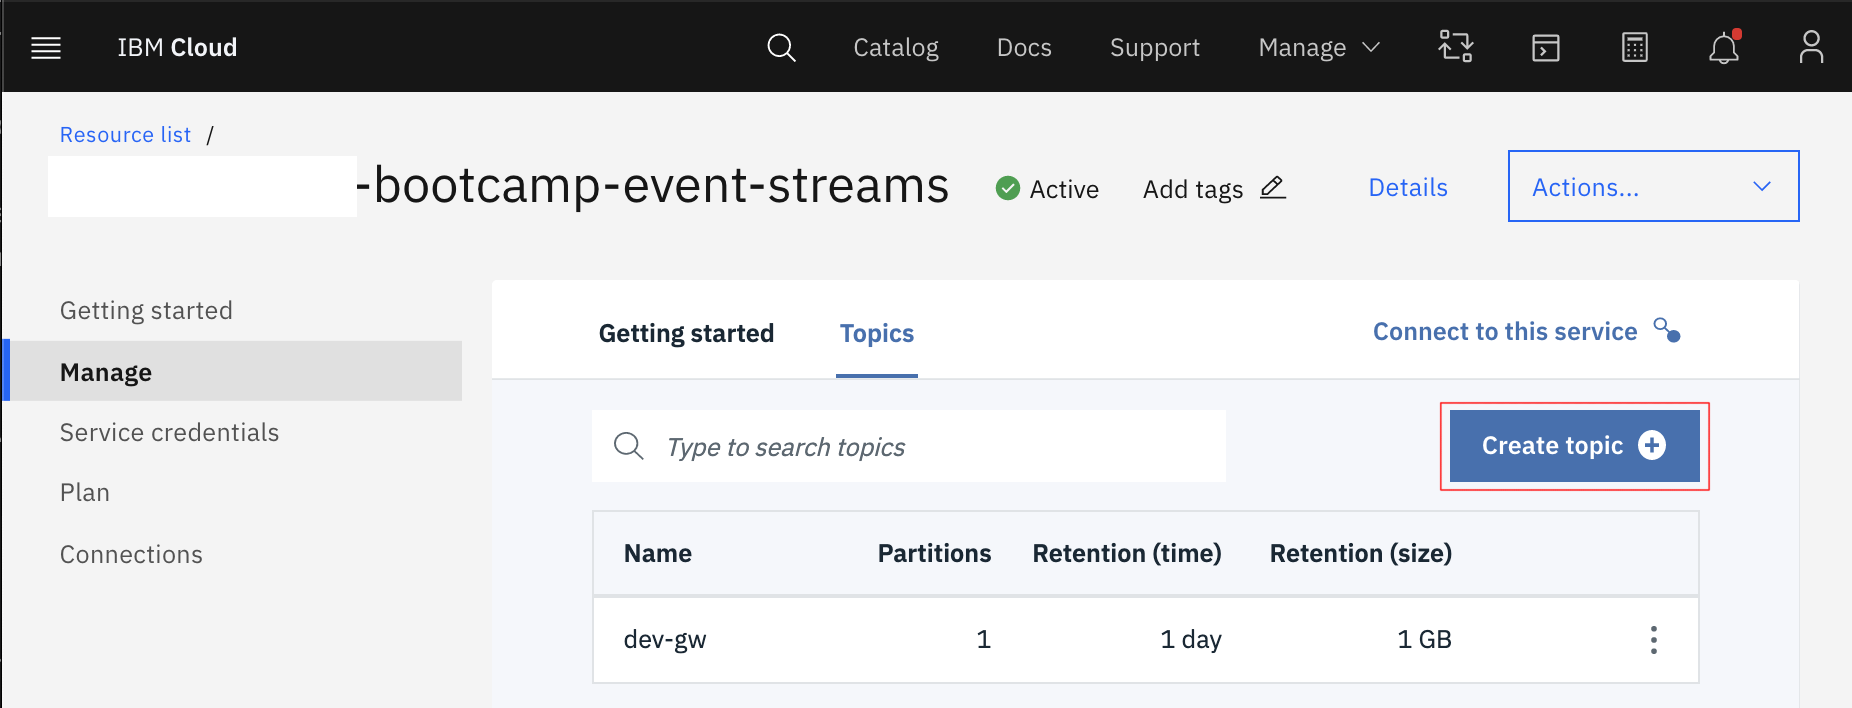 IBM Cloud Catalog Docs Support Manage
Resource list /
-bootcamp-event-streams Active Add tags Details Actions...
Getting started
Manage
Service credentials
Plan
Connections
Getting started Topics Connect to this service
Type to search topics Create topic
Name Partitions Retention (time) Retention (size)
dev-gw 1 1 day 1 GB